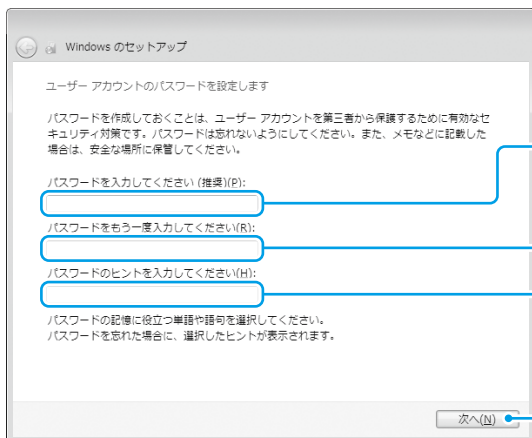 Windows のセットアップ
ユーザー アカウントのパスワードを設定します
パスワードを作成しておくことは、ユーザー アカウントを第三者から保護するために有効なセ
キュリティ対策です。パスワードは忘れないようにしてください。また、メモなどに記載した
場合は、安全な場所に保管してください。
パスワードを入力してください (推奨)(P):
パスワードをもう一度入力してください(R):
パスワードのヒントを入力してください(H):
パスワードの記憶に役立つ単語や語句を選択してください。
パスワードを忘れた場合に、選択したヒントが表示されます。
次へ(N)